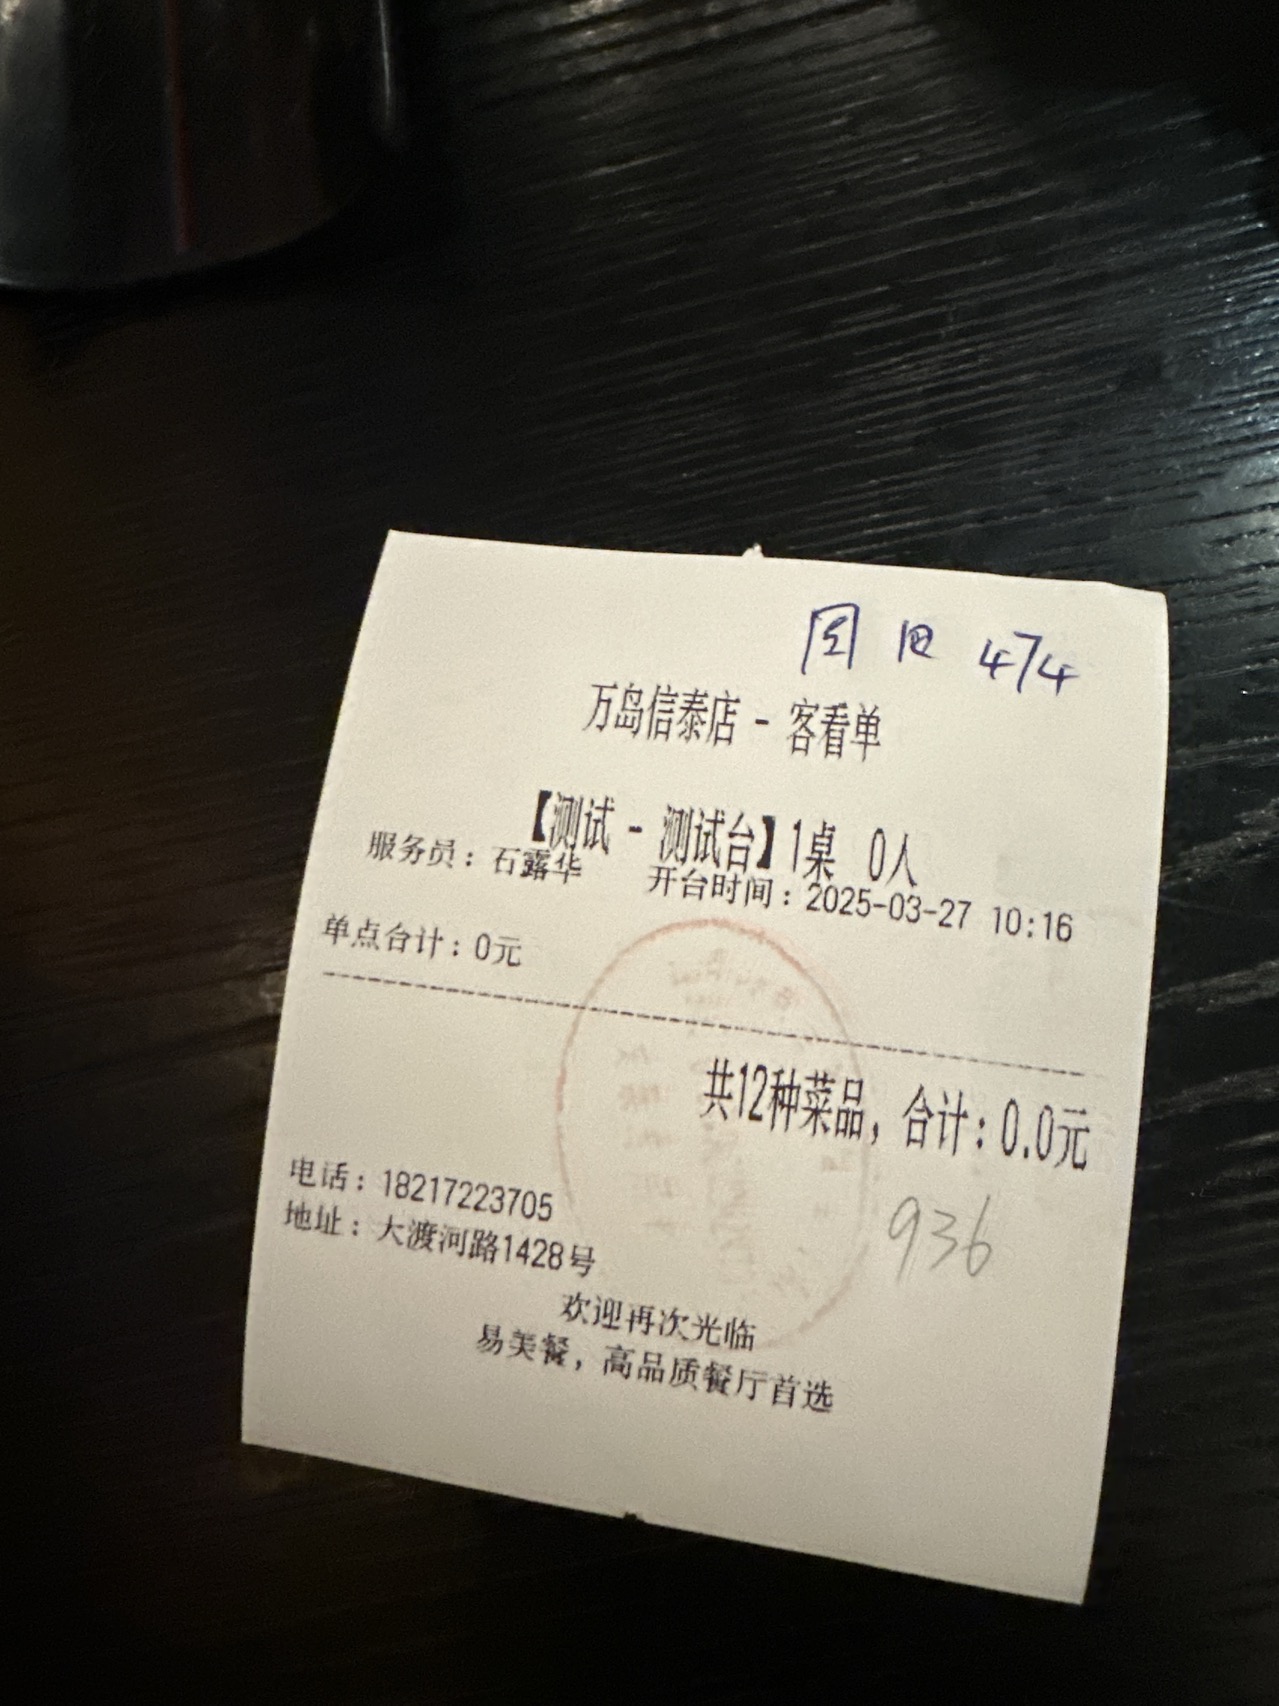 474
万岛信泰店 - 客看单
【测试 - 测试台】1桌 0人
服务员：石露华 开台时间：2025-03-27 10:16
单点合计：0元
共12种菜品，合计：0.0元
936
电话：18217223705
地址：大渡河路1428号
欢迎再次光临
易美餐，高品质餐厅首选